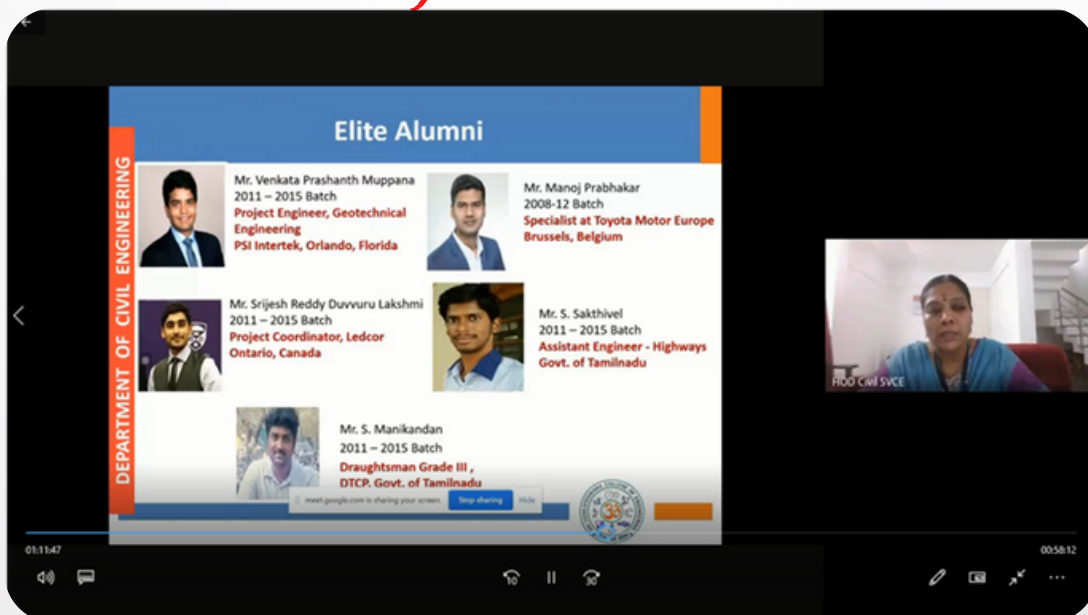 Elite Alumni
DEPARTMENT OF CIVIL ENGINEERING
Mr. Venkata Prashanth Muppana
2011 – 2015 Batch
Project Engineer, Geotechnical
Engineering
PSI Intertek, Orlando, Florida
Mr. Manoj Prabhakar
2008-12 Batch
Specialist at Toyota Motor Europe
Brussels, Belgium
Mr. Srijesh Reddy Duvvuru Lakshmi
2011 – 2015 Batch
Project Coordinator, Ledcor
Ontario, Canada
Mr. S. Sakthivel
2011 – 2015 Batch
Assistant Engineer - Highways
Govt. of Tamilnadu
Mr. S. Manikandan
2011 – 2015 Batch
Draughtsman Grade III ,
DTCP, Govt. of Tamilnadu
meet.google.com is sharing your screen.
Stop sharing
Hide
HOD Civil SVCE
01:11:47
00:58:12
10
30